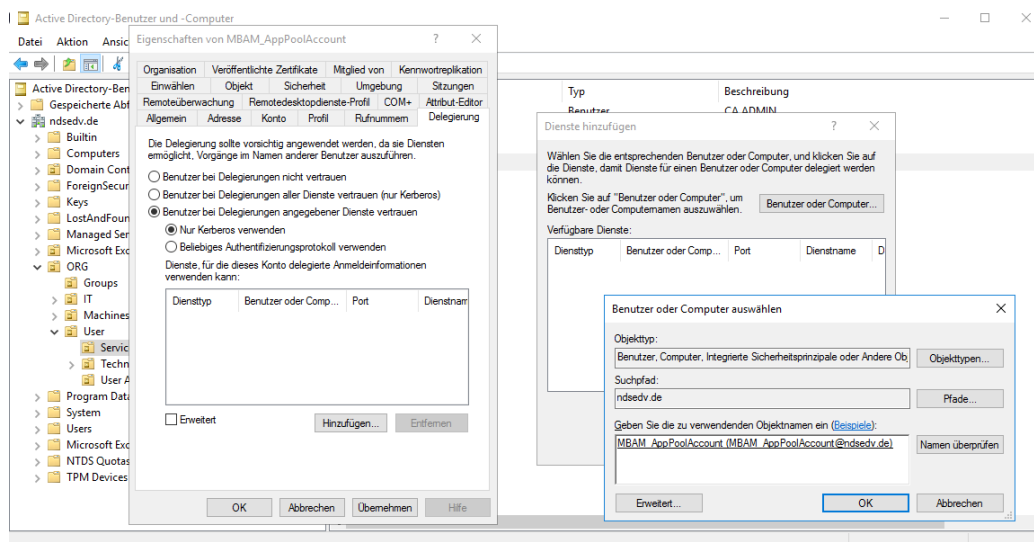 Active Directory-Benutzer und -Computer
Datei Aktion Ansic
Active Directory-Ben
Gespeicherte Abf
ndsedv.de
Builtin
Computers
Domain Cont
ForeignSecur
Keys
LostAndFoun
Managed Ser
Microsoft Exc
ORG
Groups
IT
Machines
User
Servic
Techn
User A
Program Data
System
Users
Microsoft Exc
NTDS Quotas
TPM Devices
Typ Beschreibung
Benutzer CA ADMIN
Eigenschaften von MBAM_AppPoolAccount ? ×
Organisation Veröffentlichte Zertifikate Mitglied von Kennwortreplikation
Einwählen Objekt Sicherheit Umgebung Sitzungen
Remoteüberwachung Remotedesktopdienste-Profil COM+ Attribut-Editor
Allgemein Adresse Konto Profil Rufnummern Delegierung
Die Delegierung sollte vorsichtig angewendet werden, da sie Diensten
ermöglicht, Vorgänge im Namen anderer Benutzer auszuführen.
Benutzer bei Delegierungen nicht vertrauen
Benutzer bei Delegierungen aller Dienste vertrauen (nur Kerberos)
Benutzer bei Delegierungen angegebener Dienste vertrauen
Nur Kerberos verwenden
Beliebiges Authentifizierungsprotokoll verwenden
Dienste, für die dieses Konto delegierte Anmeldeinformationen
verwenden kann:
Diensttyp Benutzer oder Comp... Port Dienstnam
Erweitert
Hinzufügen... Entfernen
OK Abbrechen Übernehmen Hilfe
Dienste hinzufügen ? ×
Wählen Sie die entsprechenden Benutzer oder Computer, und klicken Sie auf
die Dienste, damit Dienste für einen Benutzer oder Computer delegiert werden
können.
Klicken Sie auf "Benutzer oder Computer", um
Benutzer- oder Computernamen auszuwählen.
Benutzer oder Computer...
Verfügbare Dienste:
Diensttyp Benutzer oder Comp... Port Dienstname D
Benutzer oder Computer auswählen ×
Objekttyp:
Benutzer, Computer, Integrierte Sicherheitsprinzipale oder Andere Ob
Objekttypen...
Suchpfad:
ndsedv.de
Pfade...
Geben Sie die zu verwendenden Objektnamen ein (Beispiele):
MBAM_AppPoolAccount (MBAM_AppPoolAccount@ndsedv.de)
Namen überprüfen
Erweitert... OK Abbrechen